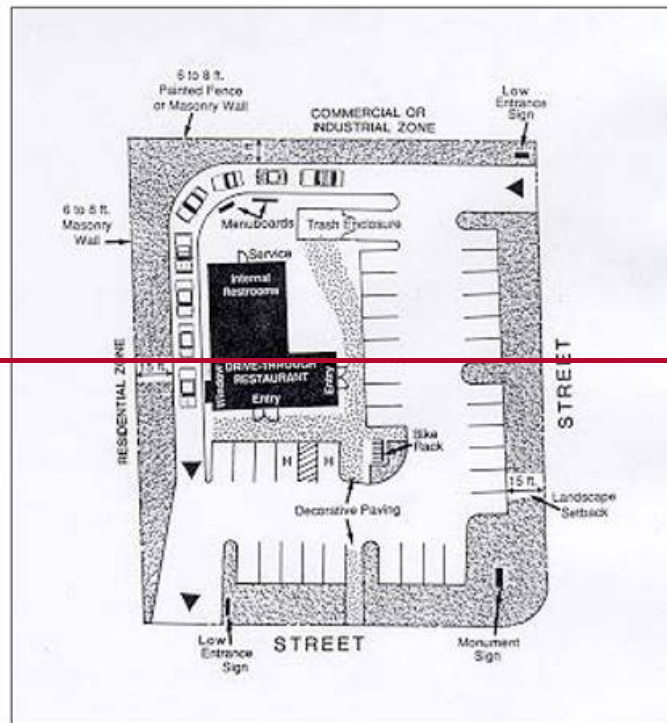 6 to 8 ft.
Painted Fence
or Masonry Wall
COMMERCIAL OR
INDUSTRIAL ZONE
Low
Entrance
Sign
5 ft
6 to 8 ft.
Masonry
Wall
Menuboards
Trash Enclosure
Service
Internal
Restrooms
RESIDENTIAL ZONE
15 ft.
Window
DRIVE-THROUGH
RESTAURANT
Entry
Entry
STREET
H
H
Bike
Rack
15 ft.
Landscape
Setback
Decorative Paving
Low
Entrance
Sign
STREET
Monument
Sign